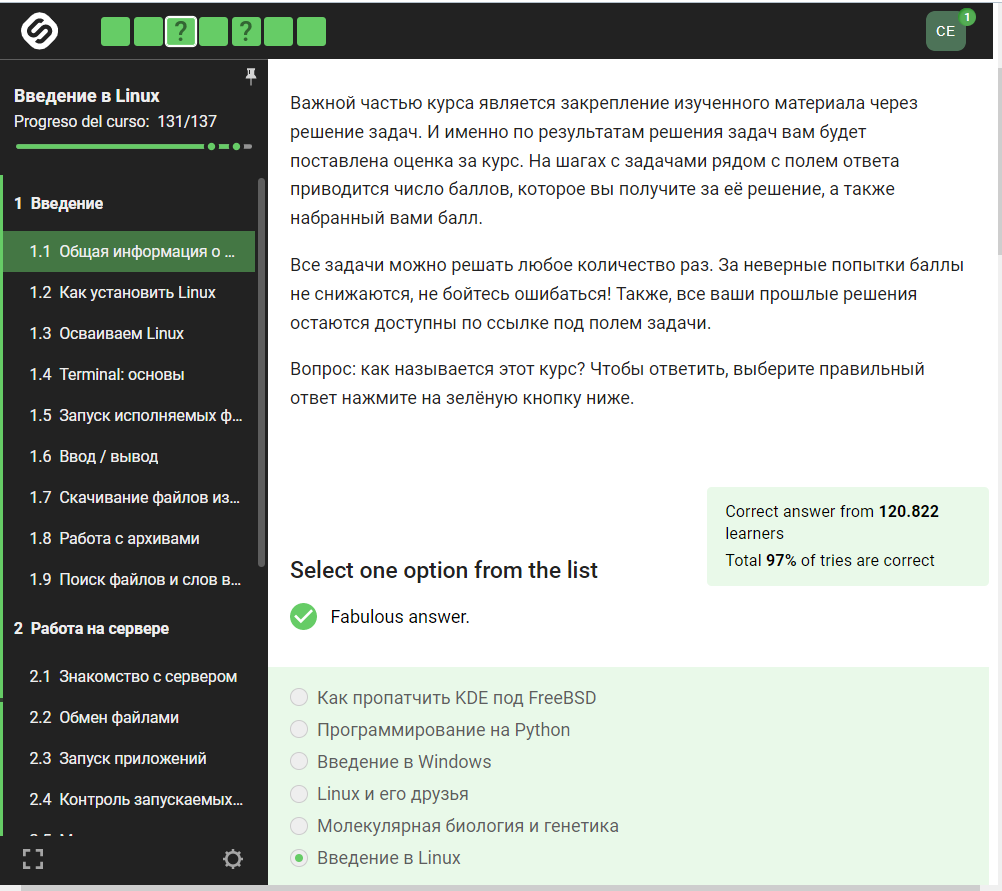 ? ?
CE 1
Введение в Linux
Progreso del curso: 131/137
1 Введение
1.1 Общая информация о ...
1.2 Как установить Linux
1.3 Осваиваем Linux
1.4 Terminal: основы
1.5 Запуск исполняемых ф...
1.6 Ввод / вывод
1.7 Скачивание файлов из...
1.8 Работа с архивами
1.9 Поиск файлов и слов в...
2 Работа на сервере
2.1 Знакомство с сервером
2.2 Обмен файлами
2.3 Запуск приложений
2.4 Контроль запускаемых...
Важной частью курса является закрепление изученного материала через
решение задач. И именно по результатам решения задач вам будет
поставлена оценка за курс. На шагах с задачами рядом с полем ответа
приводится число баллов, которое вы получите за её решение, а также
набранный вами балл.
Все задачи можно решать любое количество раз. За неверные попытки баллы
не снижаются, не бойтесь ошибаться! Также, все ваши прошлые решения
остаются доступны по ссылке под полем задачи.
Вопрос: как называется этот курс? Чтобы ответить, выберите правильный
ответ нажмите на зелёную кнопку ниже.
Correct answer from 120.822
learners
Total 97% of tries are correct
Select one option from the list
Fabulous answer.
Как пропатчить KDE под FreeBSD
Программирование на Python
Введение в Windows
Linux и его друзья
Молекулярная биология и генетика
Введение в Linux